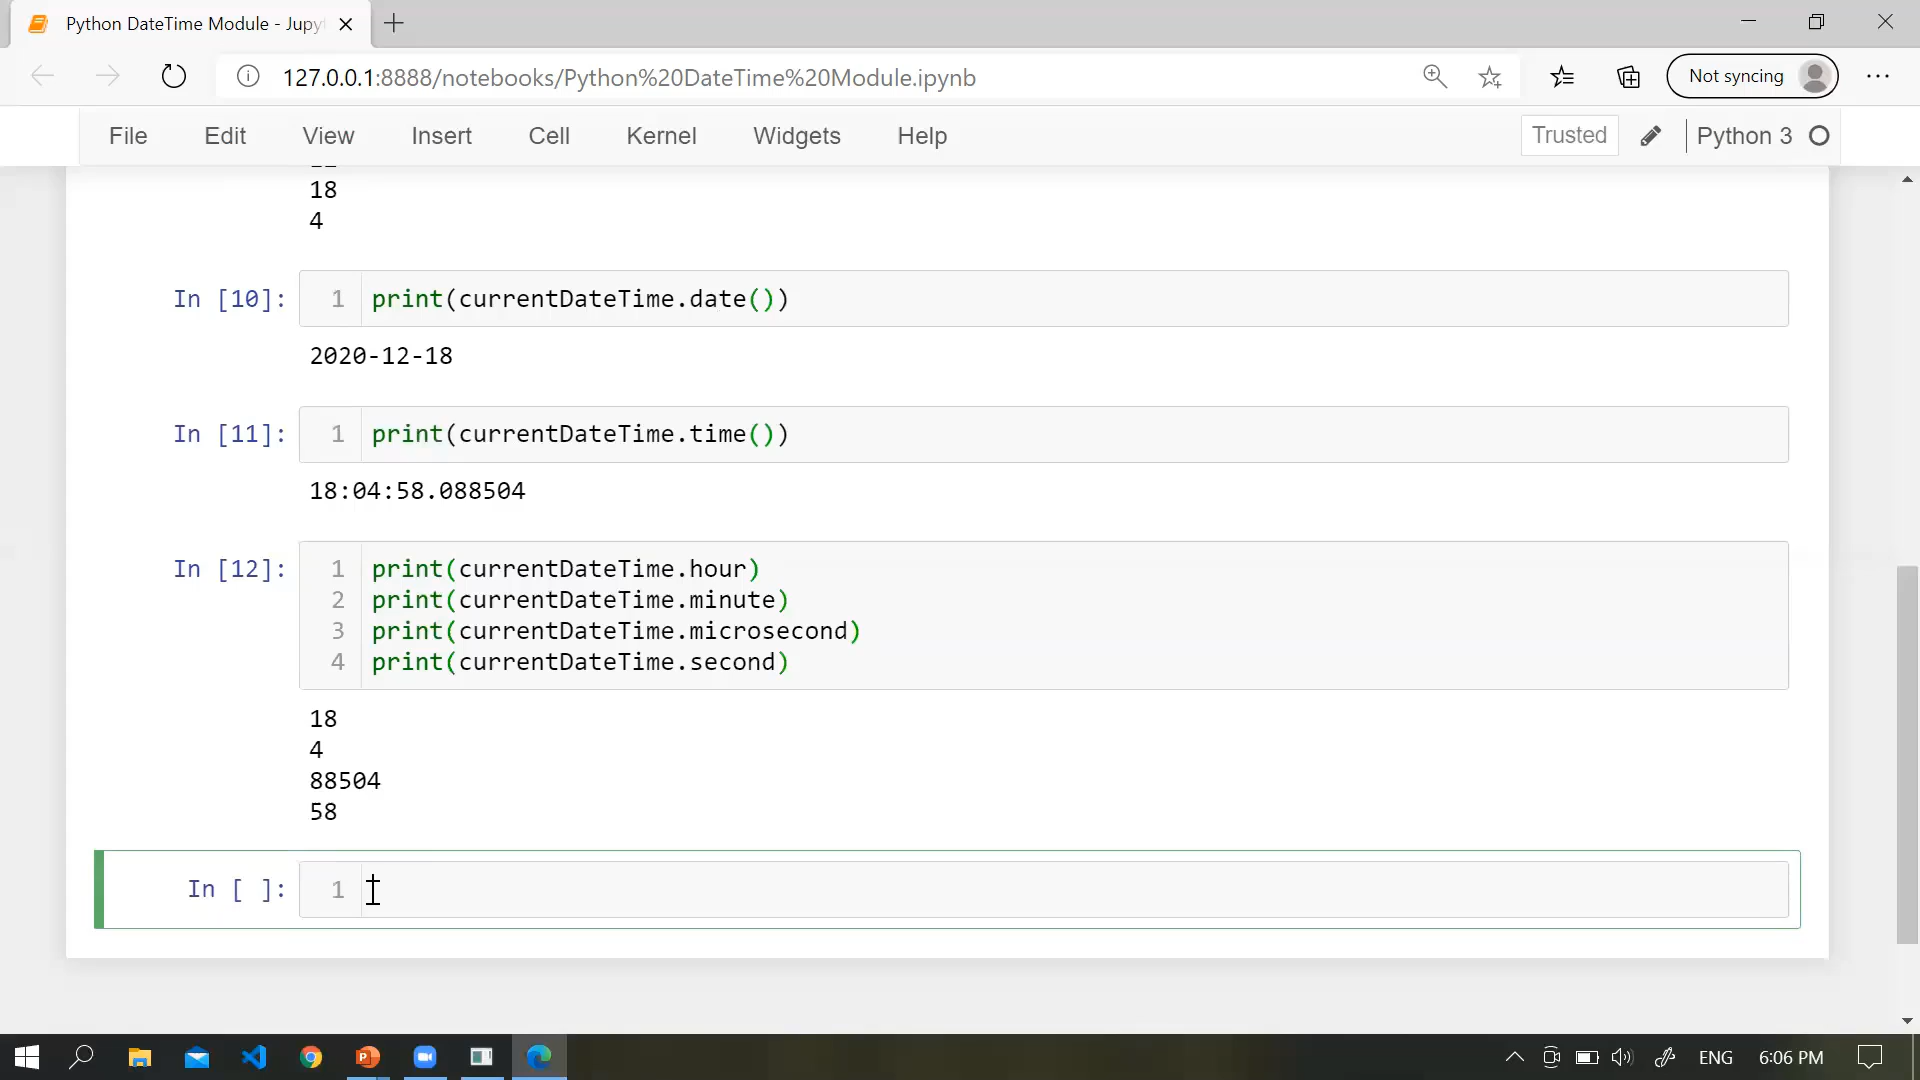 Python DateTime Module - Jupyt
127.0.0.1:8888/notebooks/Python%20DateTime%20Module.ipynb
Not syncing
File Edit View Insert Cell Kernel Widgets Help
Trusted
Python 3
18
4
In [10]: 1 print(currentDateTime.date())
2020-12-18
In [11]: 1 print(currentDateTime.time())
18:04:58.088504
In [12]: 1 print(currentDateTime.hour)
2 print(currentDateTime.minute)
3 print(currentDateTime.microsecond)
4 print(currentDateTime.second)
18
4
88504
58
In [ ]: 1
ENG 6:06 PM